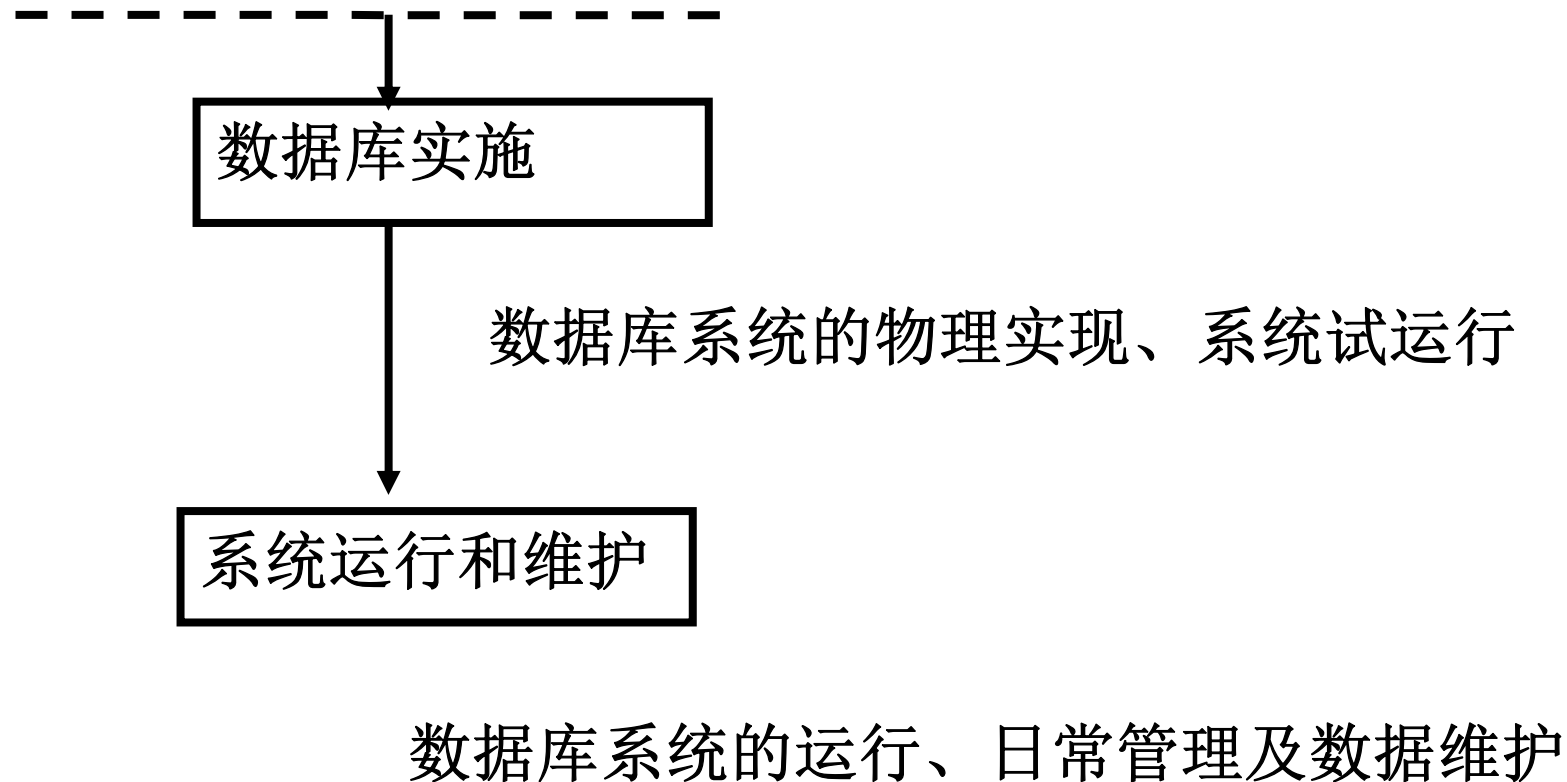 数据库实施
数据库系统的物理实现、系统试运行
系统运行和维护
数据库系统的运行、日常管理及数据维护